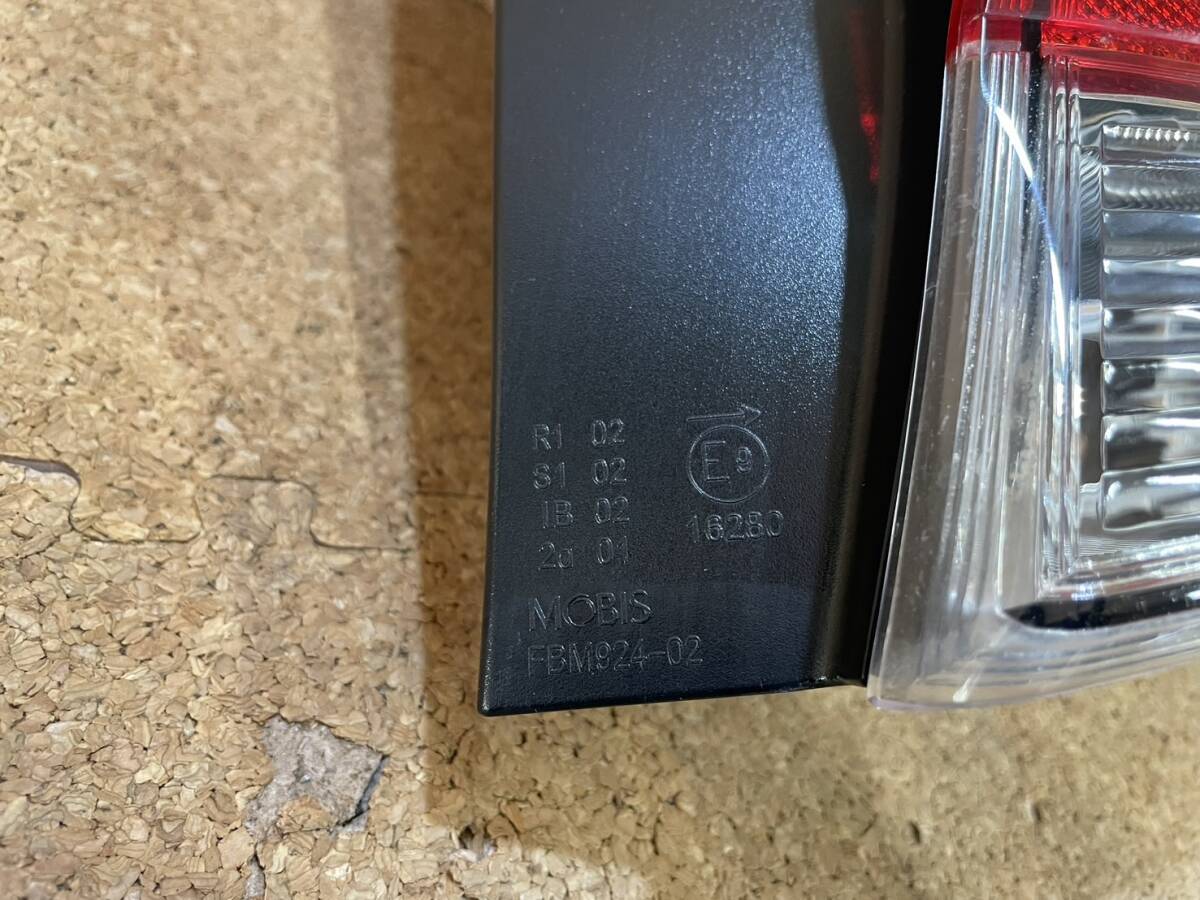 R1 02
S1 02
IB 02
2a 01
E9
16280
MOBIS
FBM924-02